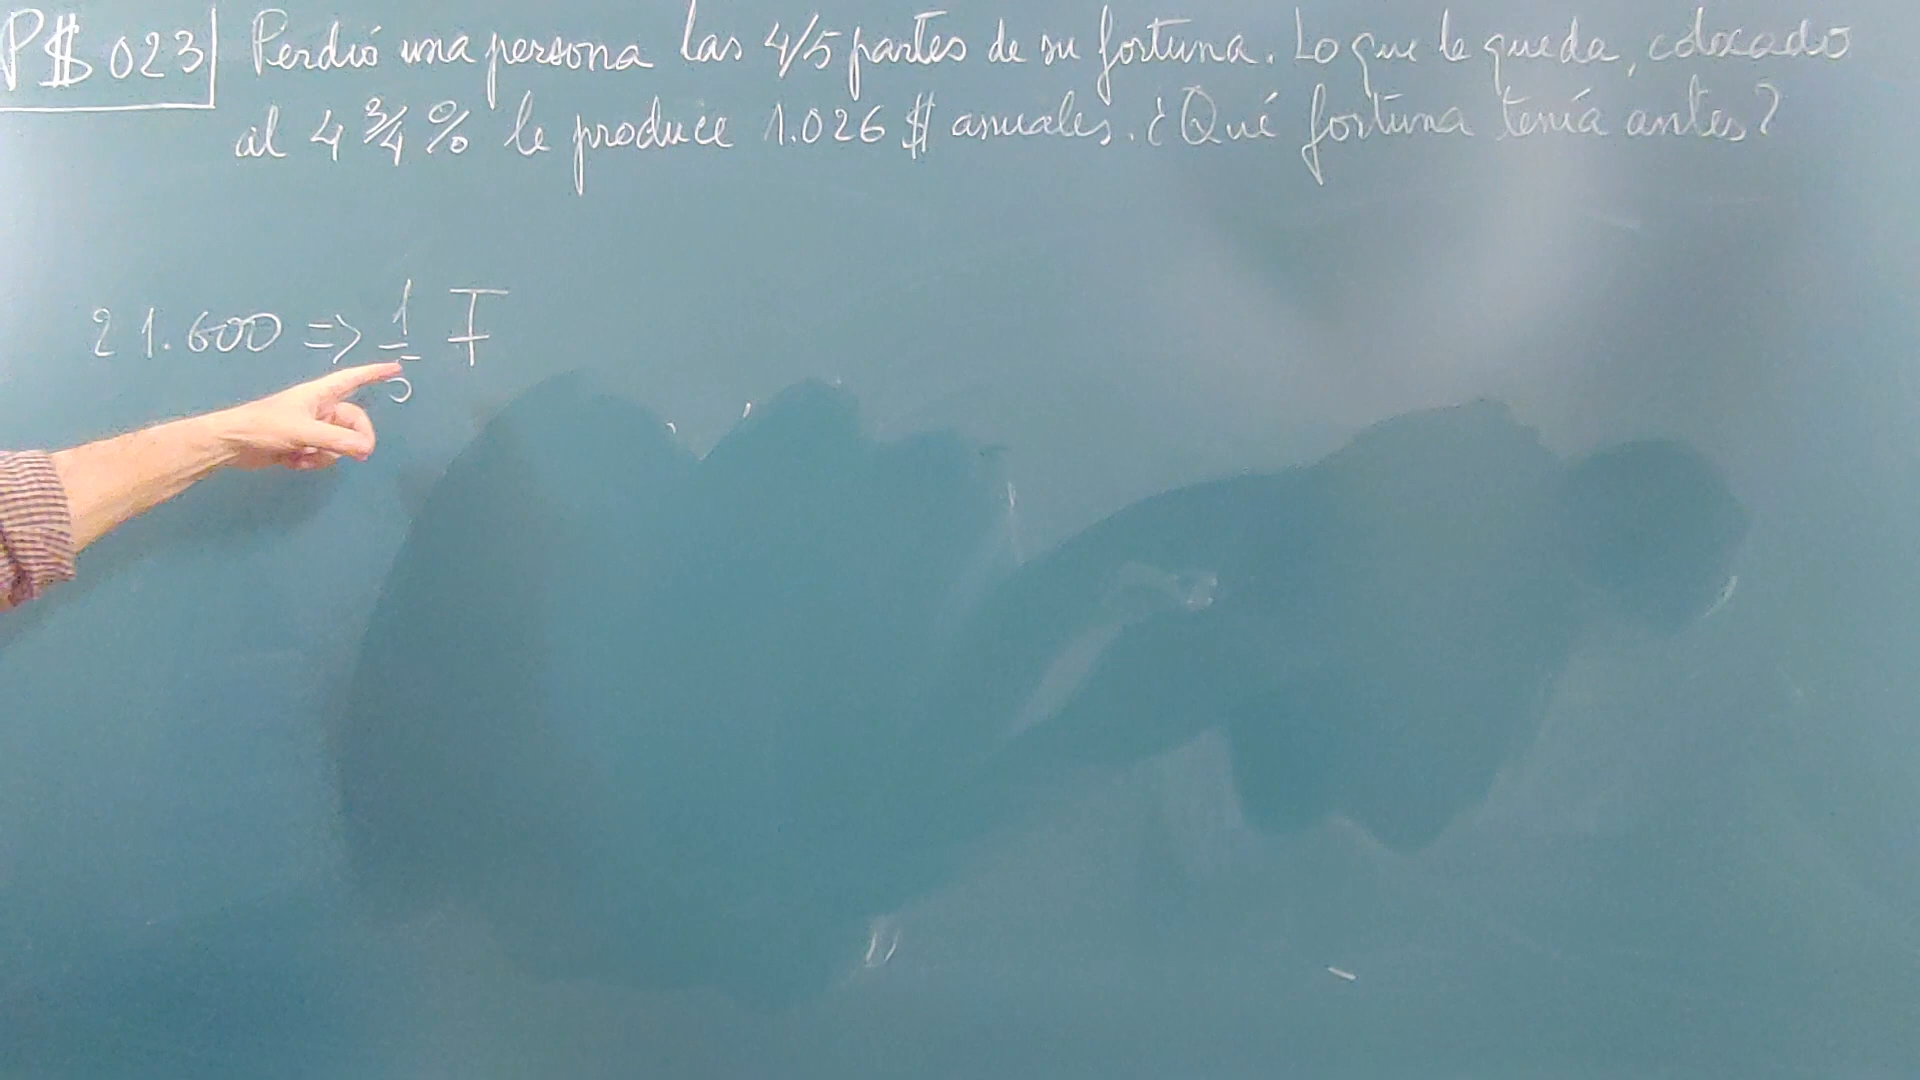 P$ 023 Perdió una persona las 4/5 partes de su fortuna. Lo que le queda, colocado
al 4 3/4 % le produce 1.026 $ anuales. ¿Qué fortuna tenía antes?
21.600 => 1/5 F